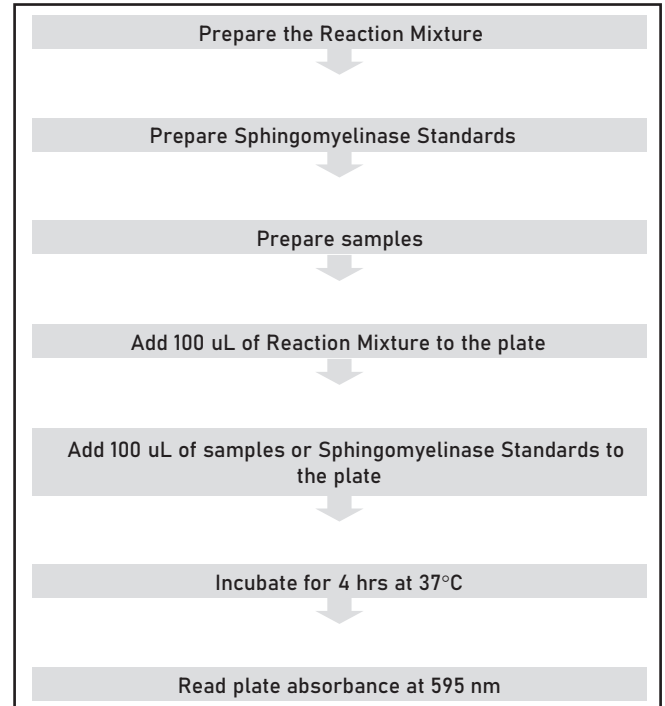 Prepare the Reaction Mixture
Prepare Sphingomyelinase Standards
Prepare samples
Add 100 uL of Reaction Mixture to the plate
Add 100 uL of samples or Sphingomyelinase Standards to
the plate
Incubate for 4 hrs at 37°C
Read plate absorbance at 595 nm